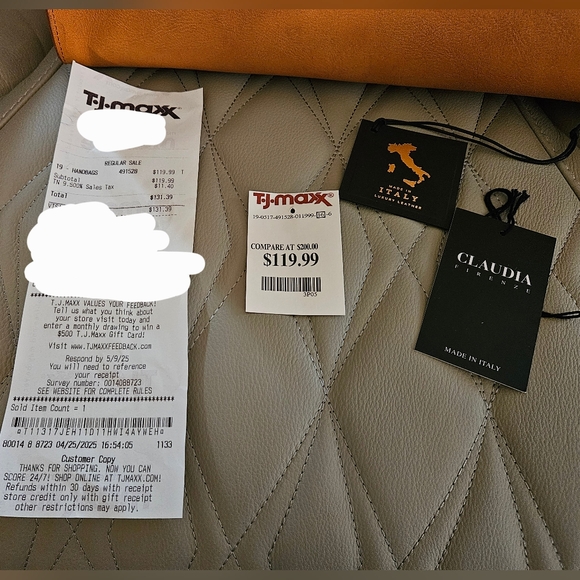 T·J·maxx
REGULAR SALE
19 - HANDBAGS 491528 $119.99 T
Subtotal $119.99
TN 9.500% Sales Tax $11.40
Total $131.39
$131.39
T.J.MAXX VALUES YOUR FEEDBACK!
Tell us what you think about
your store visit today and
enter a monthly drawing to win a
$500 T.J.Maxx Gift Card!
Visit www.TJMAXXFEEDBACK.com
Respond by 5/9/25
You will need to reference
your receipt
Survey number: 0014088723
SEE WEBSITE FOR COMPLETE RULES
Sold Item Count = 1
¤T11317JEH11D11HWI4AYWEH¤
80014 8 8723 04/25/2025 16:54:05 1133
Customer Copy
THANKS FOR SHOPPING. NOW YOU CAN
SCORE 24/7! SHOP ONLINE AT TJMAXX.COM!
Refunds within 30 days with receipt
store credit only with gift receipt
other restrictions may apply.
T·J·maxx®
COMPARE AT $200.00
$119.99
3P05
MADE IN
ITALY
LUXURY LEATHER
CLAUDIA
FIRENZE
MADE IN ITALY